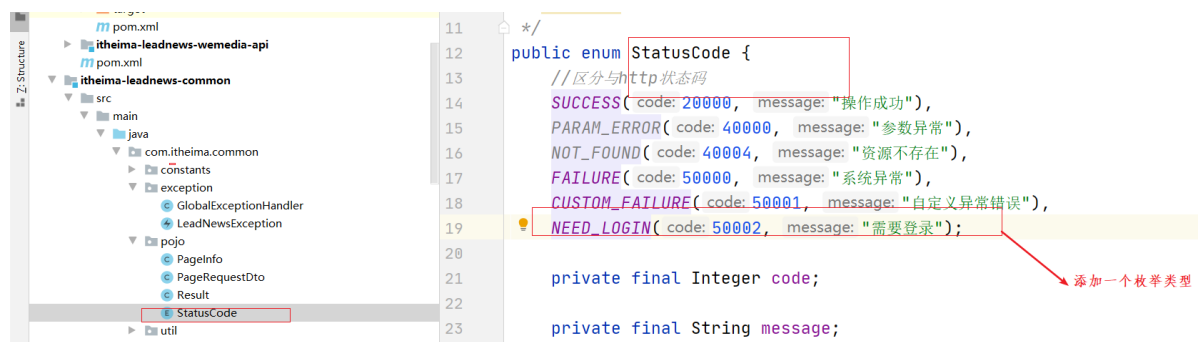 target
pom.xml
itheima-leadnews-wemedia-api
pom.xml
itheima-leadnews-common
src
main
java
com.itheima.common
constants
exception
GlobalExceptionHandler
LeadNewsException
pojo
PageInfo
PageRequestDto
Result
StatusCode
util
Z: Structure
11 */
12 public enum StatusCode {
13 //区分与http状态码
14 SUCCESS( code: 20000, message: "操作成功"),
15 PARAM_ERROR( code: 40000, message: "参数异常"),
16 NOT_FOUND( code: 40004, message: "资源不存在"),
17 FAILURE( code: 50000, message: "系统异常"),
18 CUSTOM_FAILURE( code: 50001, message: "自定义异常错误"),
19 NEED_LOGIN( code: 50002, message: "需要登录");
20
21 private final Integer code;
22
23 private final String message;
添加一个枚举类型